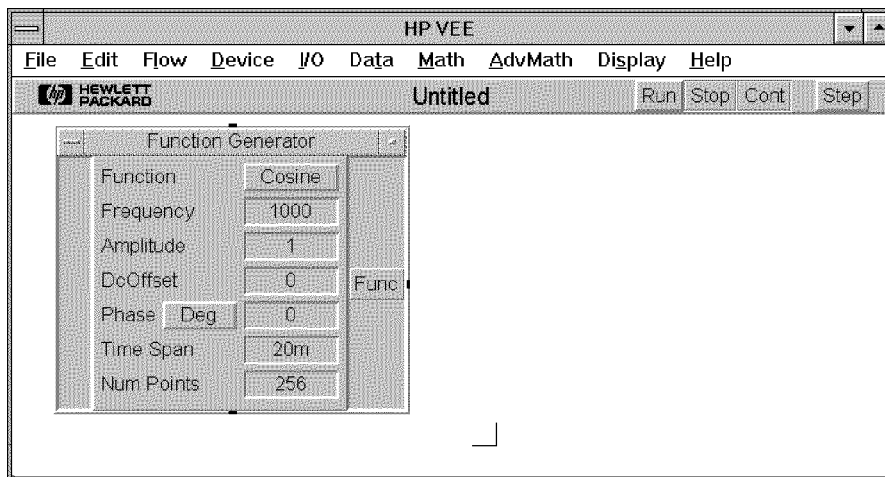 HP VEE
File Edit Flow Device I/O Data Math AdvMath Display Help
hp HEWLETT PACKARD Untitled Run Stop Cont Step
Function Generator
Function Cosine
Frequency 1000
Amplitude 1
DcOffset 0 Func
Phase Deg 0
Time Span 20m
Num Points 256